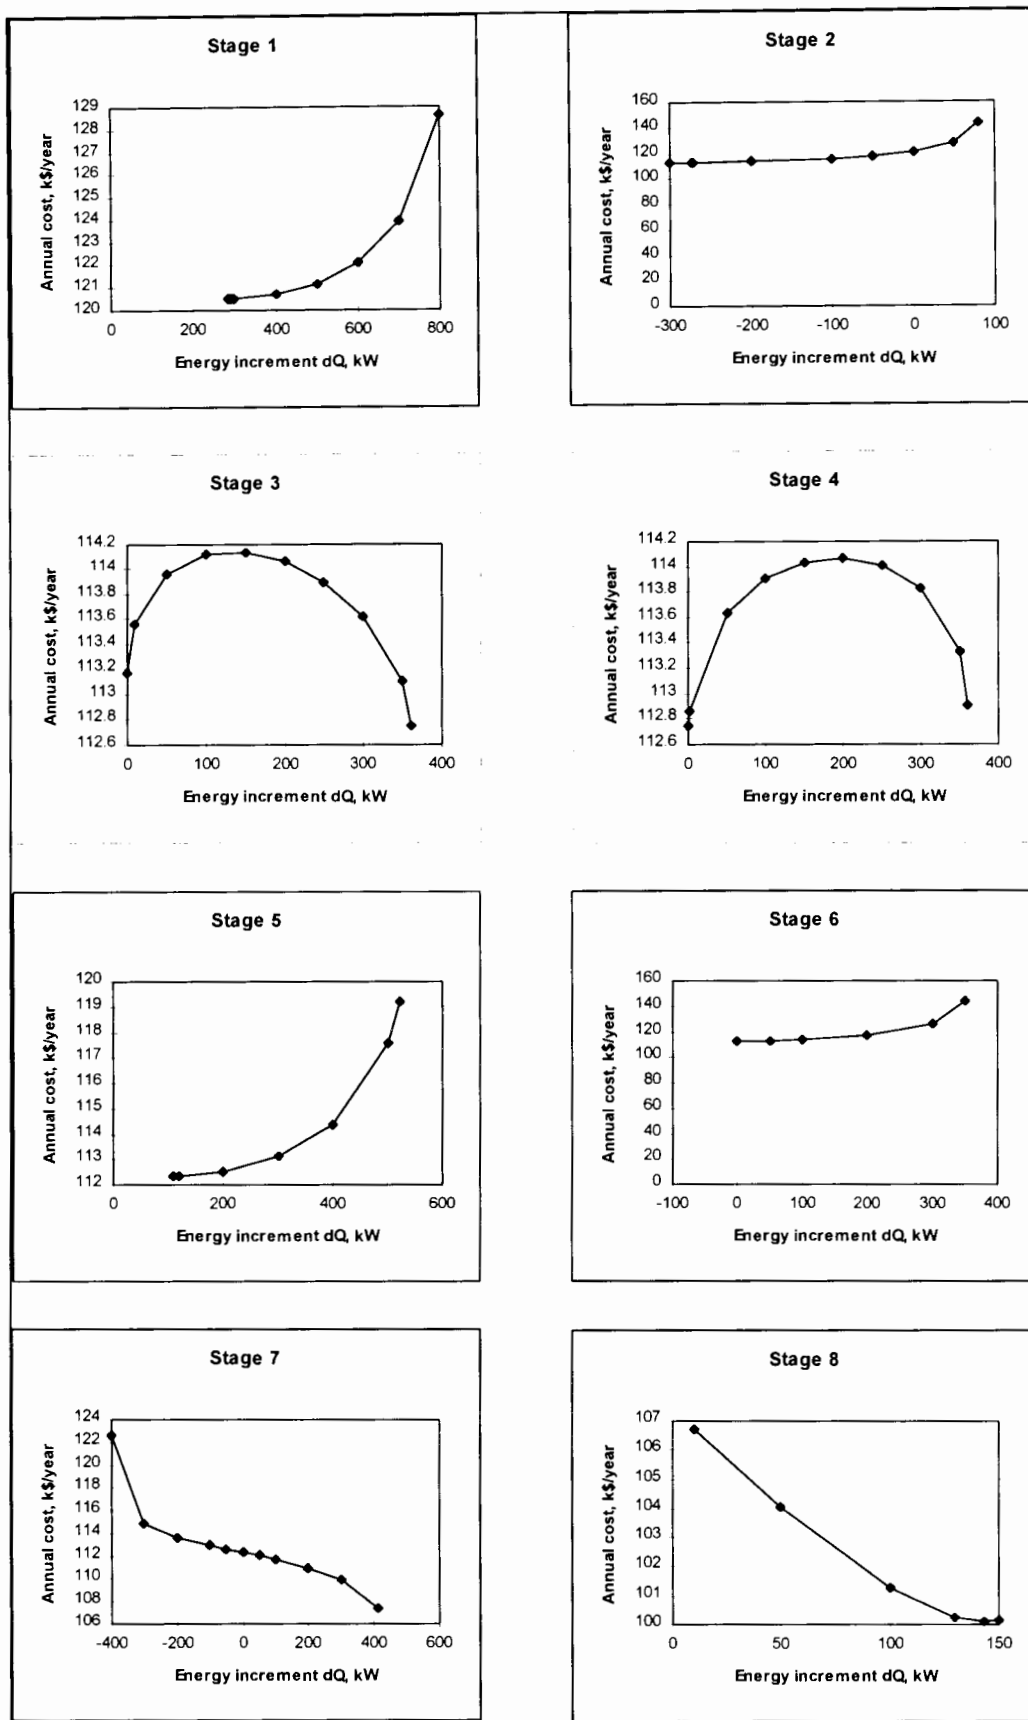 Stage 1
Annual cost, k$/year
129
128
127
126
125
124
123
122
121
120
0 200 400 600 800
Energy increment dQ, kW
Stage 2
Annual cost, k$/year
160
140
120
100
80
60
40
20
0
-300 -200 -100 0 100
Energy increment dQ, kW
Stage 3
Annual cost, k$/year
114.2
114
113.8
113.6
113.4
113.2
113
112.8
112.6
0 100 200 300 400
Energy increment dQ, kW
Stage 4
Annual cost, k$/year
114.2
114
113.8
113.6
113.4
113.2
113
112.8
112.6
0 100 200 300 400
Energy increment dQ, kW
Stage 5
Annual cost, k$/year
120
119
118
117
116
115
114
113
112
0 200 400 600
Energy increment dQ, kW
Stage 6
Annual cost, k$/year
160
140
120
100
80
60
40
20
0
-100 0 100 200 300 400
Energy increment dQ, kW
Stage 7
Annual cost, k$/year
124
122
120
118
116
114
112
110
108
106
-400 -200 0 200 400 600
Energy increment dQ, kW
Stage 8
Annual cost, k$/year
107
106
105
104
103
102
101
100
0 50 100 150
Energy increment dQ, kW